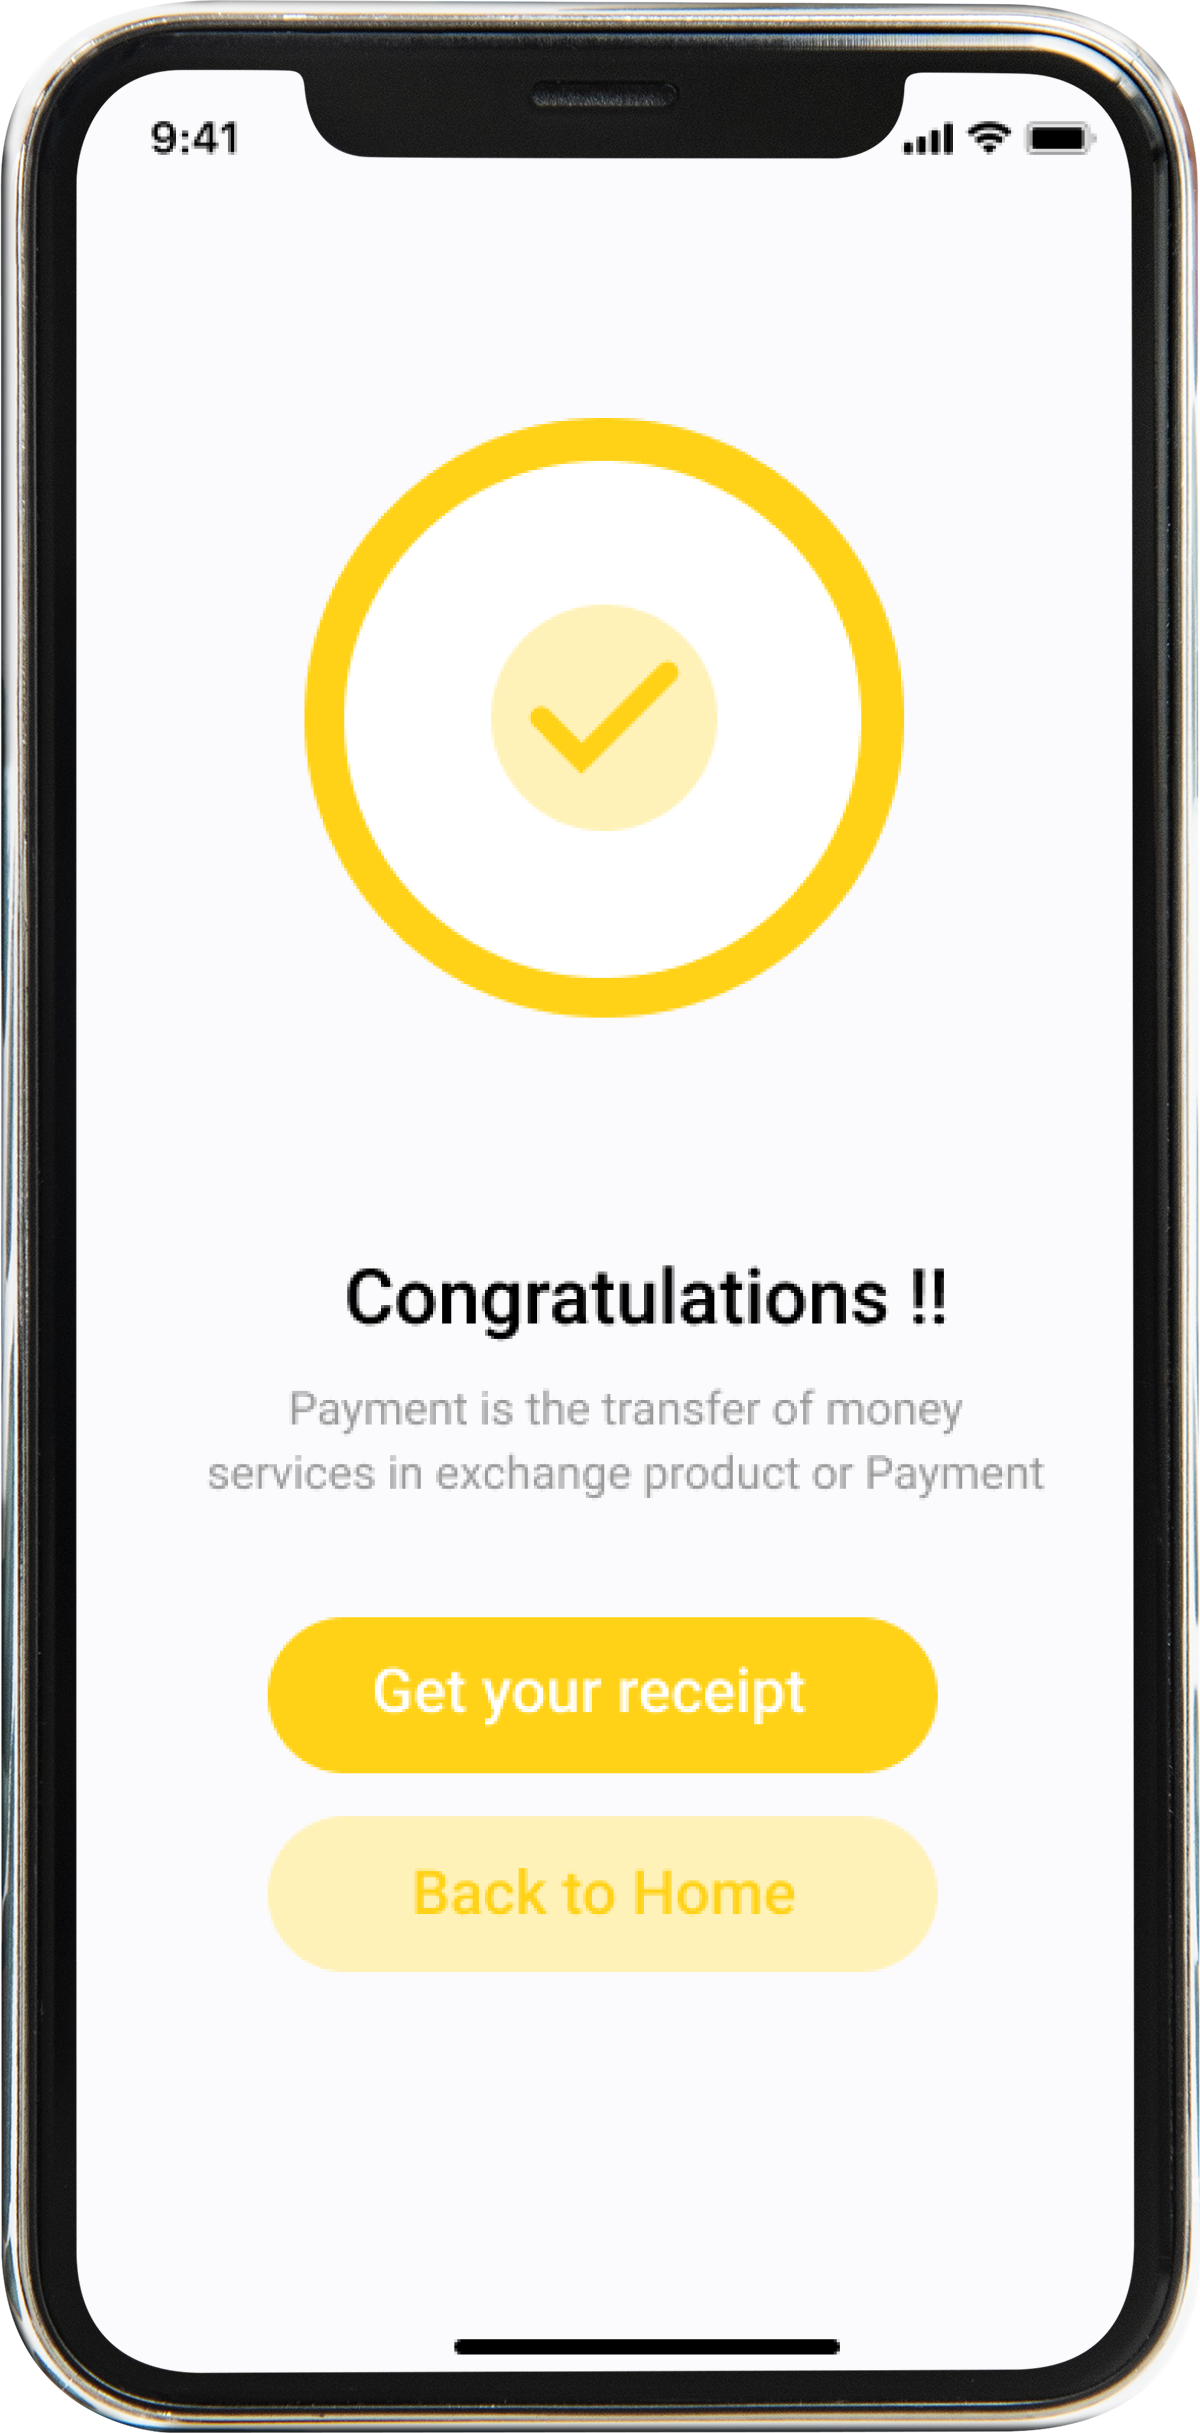 9:41
Congratulations !!
Payment is the transfer of money
services in exchange product or Payment
Get your receipt
Back to Home